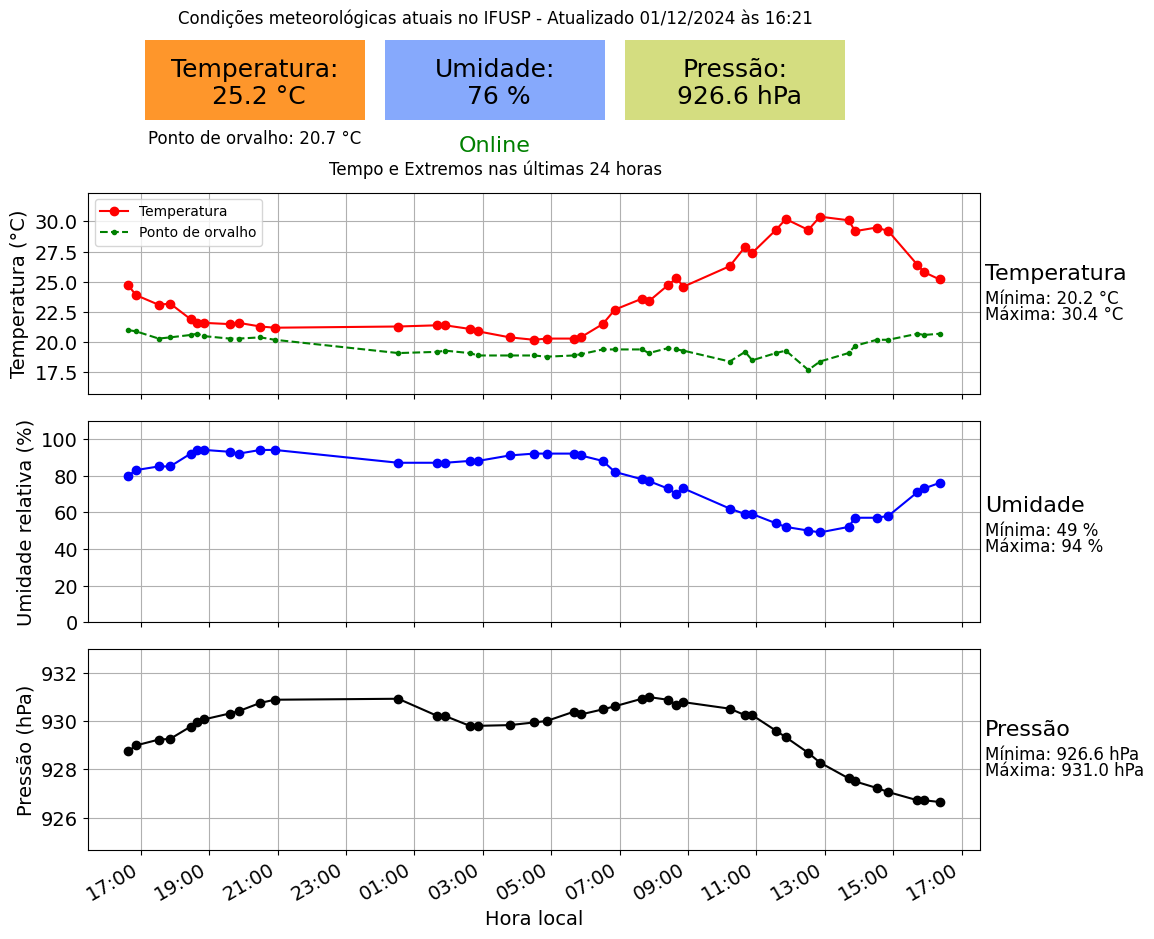 Condições meteorológicas atuais no IFUSP - Atualizado 01/12/2024 às 16:21
Temperatura:
25.2 °C
Umidade:
76 %
Pressão:
926.6 hPa
Ponto de orvalho: 20.7 °C
Online
Tempo e Extremos nas últimas 24 horas
Temperatura (°C)
30.0
27.5
25.0
22.5
20.0
17.5
Temperatura
Ponto de orvalho
Temperatura
Mínima: 20.2 °C
Máxima: 30.4 °C
Umidade relativa (%)
100
80
60
40
20
0
Umidade
Mínima: 49 %
Máxima: 94 %
Pressão (hPa)
932
930
928
926
Pressão
Mínima: 926.6 hPa
Máxima: 931.0 hPa
17:00 19:00 21:00 23:00 01:00 03:00 05:00 07:00 09:00 11:00 13:00 15:00 17:00
Hora local